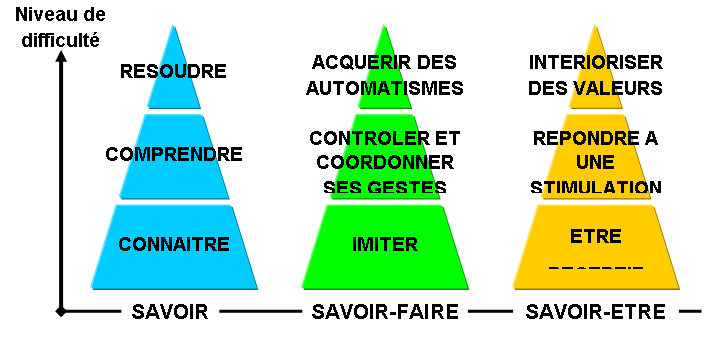 Niveau de
difficulté
RESOUDRE
COMPRENDRE
CONNAITRE
SAVOIR
ACQUERIR DES
AUTOMATISMES
CONTROLER ET
COORDONNER
SES GESTES
IMITER
SAVOIR-FAIRE
INTERIORISER
DES VALEURS
REPONDRE A
UNE
STIMULATION
ETRE
SAVOIR-ETRE